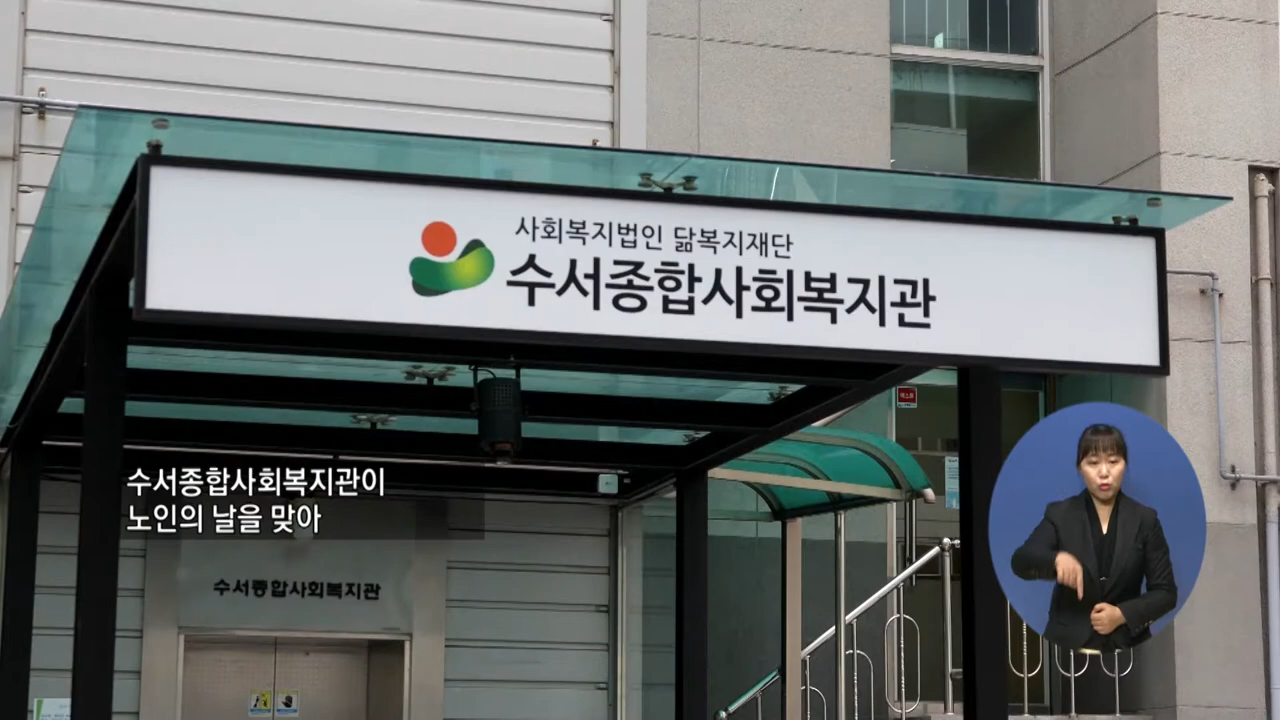 사회복지법인 닮복지재단
수서종합사회복지관
수서종합사회복지관이
노인의 날을 맞아
수서종합사회복지관